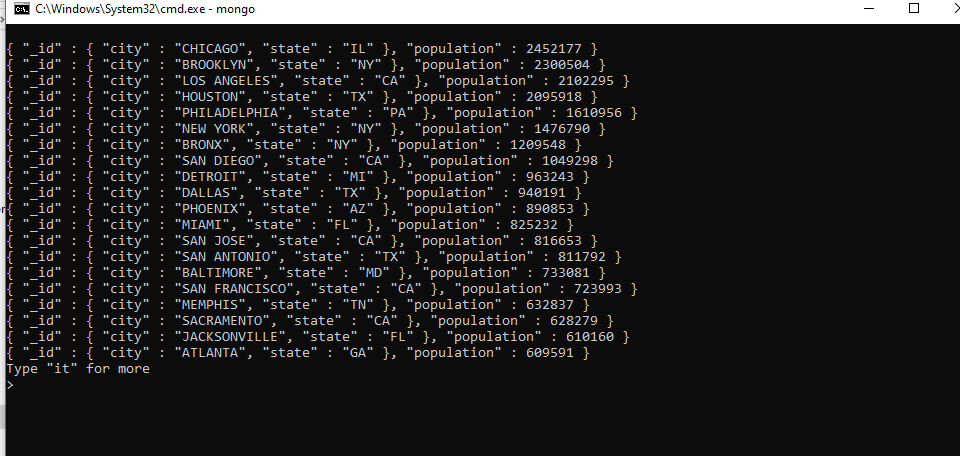 C:\Windows\System32\cmd.exe - mongo
{ "_id" : { "city" : "CHICAGO", "state" : "IL" }, "population" : 2452177 }
{ "_id" : { "city" : "BROOKLYN", "state" : "NY" }, "population" : 2300504 }
{ "_id" : { "city" : "LOS ANGELES", "state" : "CA" }, "population" : 2102295 }
{ "_id" : { "city" : "HOUSTON", "state" : "TX" }, "population" : 2095918 }
{ "_id" : { "city" : "PHILADELPHIA", "state" : "PA" }, "population" : 1610956 }
{ "_id" : { "city" : "NEW YORK", "state" : "NY" }, "population" : 1476790 }
{ "_id" : { "city" : "BRONX", "state" : "NY" }, "population" : 1209548 }
{ "_id" : { "city" : "SAN DIEGO", "state" : "CA" }, "population" : 1049298 }
{ "_id" : { "city" : "DETROIT", "state" : "MI" }, "population" : 963243 }
{ "_id" : { "city" : "DALLAS", "state" : "TX" }, "population" : 940191 }
{ "_id" : { "city" : "PHOENIX", "state" : "AZ" }, "population" : 890853 }
{ "_id" : { "city" : "MIAMI", "state" : "FL" }, "population" : 825232 }
{ "_id" : { "city" : "SAN JOSE", "state" : "CA" }, "population" : 816653 }
{ "_id" : { "city" : "SAN ANTONIO", "state" : "TX" }, "population" : 811792 }
{ "_id" : { "city" : "BALTIMORE", "state" : "MD" }, "population" : 733081 }
{ "_id" : { "city" : "SAN FRANCISCO", "state" : "CA" }, "population" : 723993 }
{ "_id" : { "city" : "MEMPHIS", "state" : "TN" }, "population" : 632837 }
{ "_id" : { "city" : "SACRAMENTO", "state" : "CA" }, "population" : 628279 }
{ "_id" : { "city" : "JACKSONVILLE", "state" : "FL" }, "population" : 610160 }
{ "_id" : { "city" : "ATLANTA", "state" : "GA" }, "population" : 609591 }
Type "it" for more
>